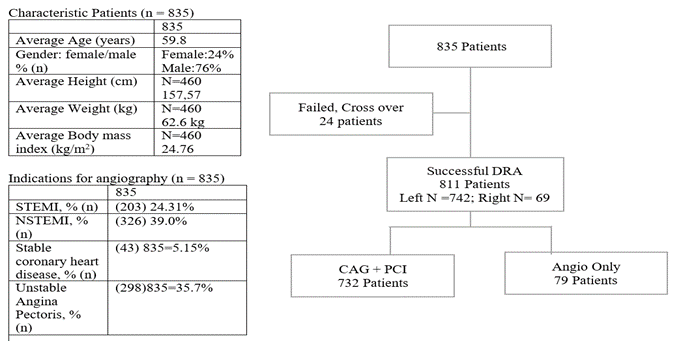 Characteristic Patients (n = 835)
835
Average Age (years) 59.8
Gender: female/male Female:24%
% (n) Male:76%
Average Height (cm) N=460
157,57
Average Weight (kg) N=460
62.6 kg
Average Body mass N=460
index (kg/m²) 24.76
Indications for angiography (n = 835)
835
STEMI, % (n) (203) 24.31%
NSTEMI, % (326) 39.0%
(n)
Stable (43) 835=5.15%
coronary heart
disease, % (n)
Unstable (298)835=35.7%
Angina
Pectoris, %
(n)
835 Patients
Failed, Cross over
24 patients
Successful DRA
811 Patients
Left N =742; Right N= 69
CAG + PCI
732 Patients
Angio Only
79 Patients